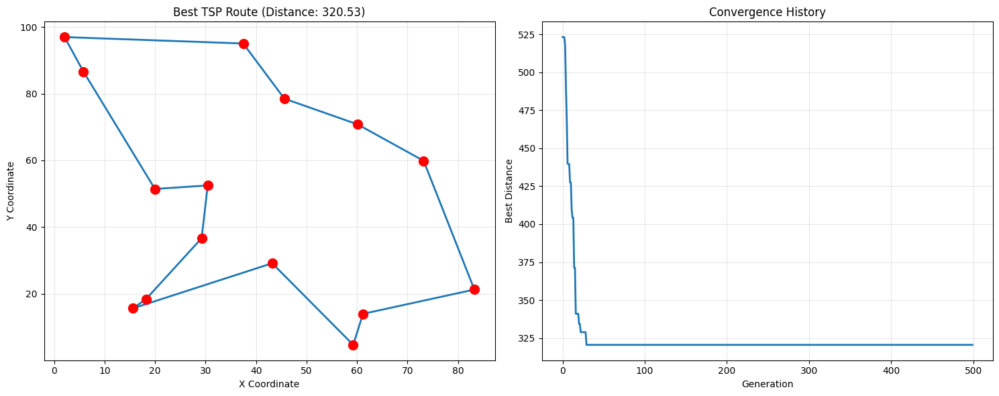 Best TSP Route (Distance: 320.53)
100
80
60
40
20
Y Coordinate
0 10 20 30 40 50 60 70 80
X Coordinate
Convergence History
525
500
475
450
425
400
375
350
325
Best Distance
0 100 200 300 400 500
Generation